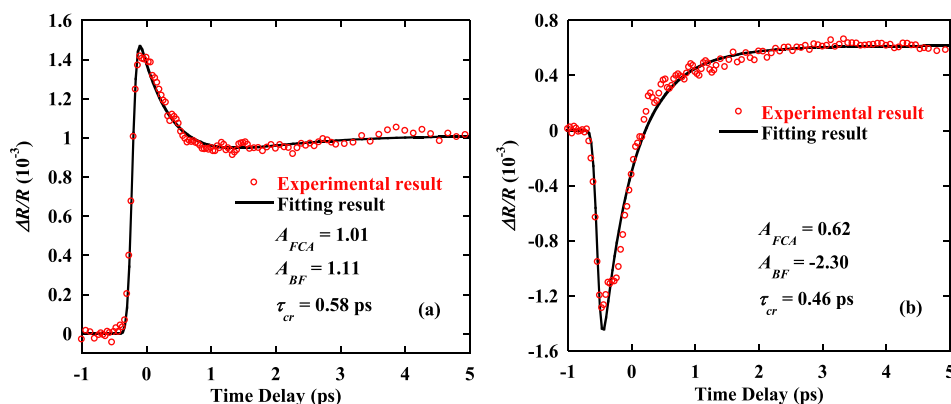 (a)
1.6
1.4
1.2
1
0.8
0.6
0.4
0.2
0
ΔR/R (10⁻³)
Experimental result
Fitting result
A_FCA = 1.01
A_BF = 1.11
τ_cr = 0.58 ps
(a)
-1 0 1 2 3 4 5
Time Delay (ps)
0.8
0.4
0
-0.4
-0.8
-1.2
-1.6
ΔR/R (10⁻³)
Experimental result
Fitting result
A_FCA = 0.62
A_BF = -2.30
τ_cr = 0.46 ps
(b)
-1 0 1 2 3 4 5
Time Delay (ps)